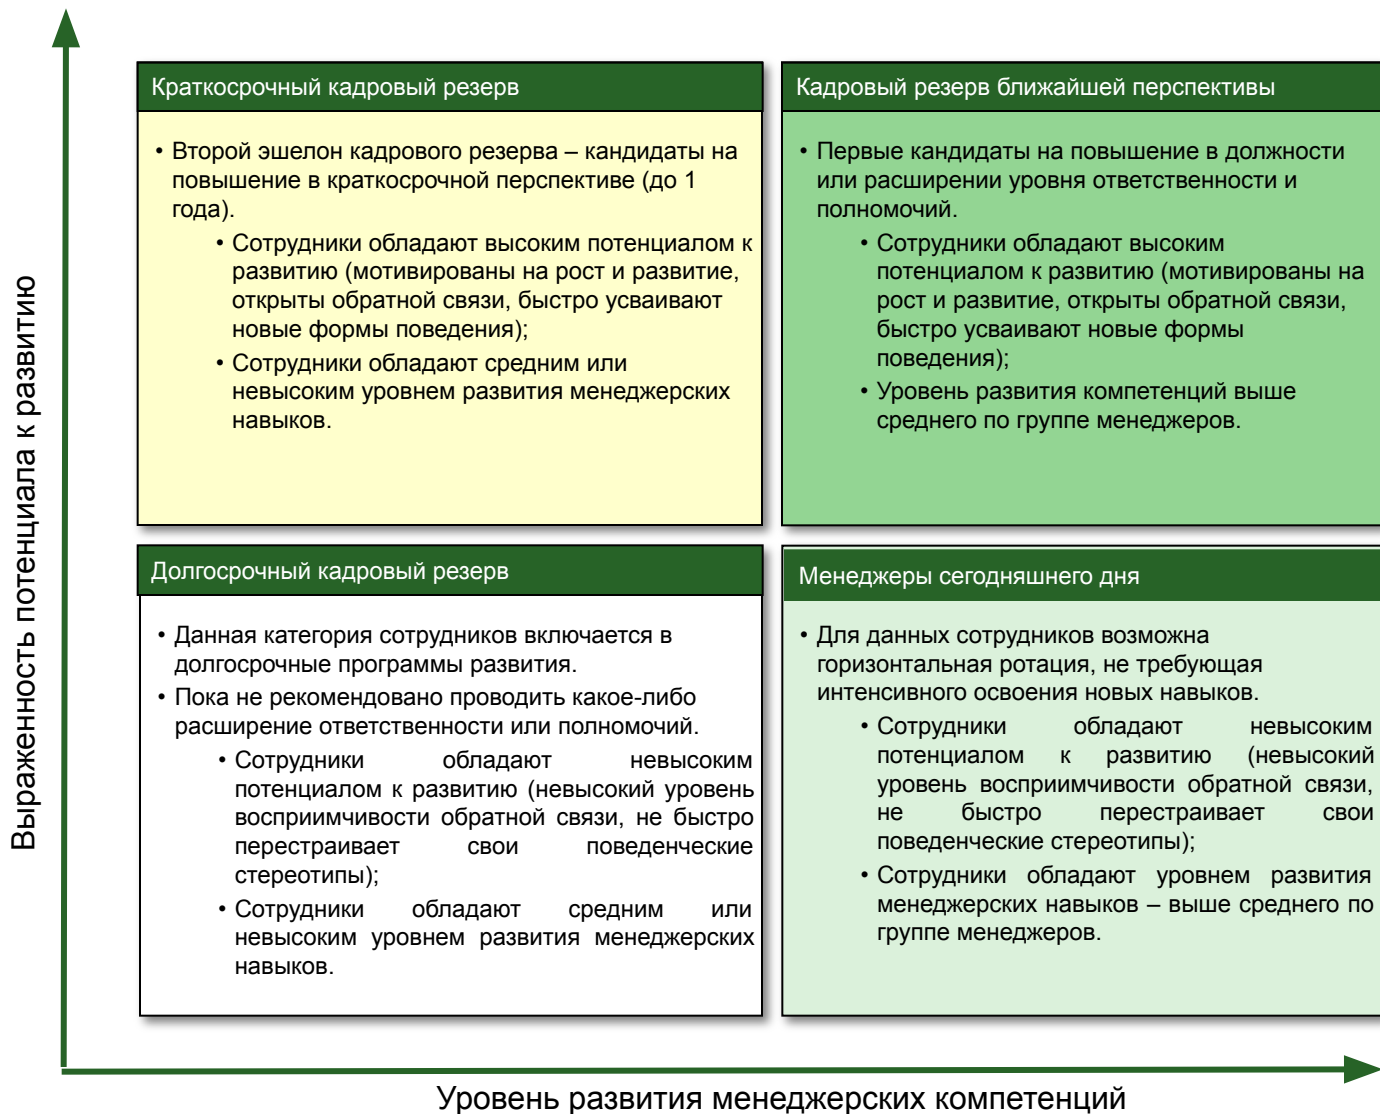 Выраженность потенциала к развитию
Краткосрочный кадровый резерв
• Второй эшелон кадрового резерва – кандидаты на
повышение в краткосрочной перспективе (до 1
года).
• Сотрудники обладают высоким потенциалом к
развитию (мотивированы на рост и развитие,
открыты обратной связи, быстро усваивают
новые формы поведения);
• Сотрудники обладают средним или
невысоким уровнем развития менеджерских
навыков.
Кадровый резерв ближайшей перспективы
• Первые кандидаты на повышение в должности
или расширении уровня ответственности и
полномочий.
• Сотрудники обладают высоким
потенциалом к развитию (мотивированы на
рост и развитие, открыты обратной связи,
быстро усваивают новые формы
поведения);
• Уровень развития компетенций выше
среднего по группе менеджеров.
Долгосрочный кадровый резерв
• Данная категория сотрудников включается в
долгосрочные программы развития.
• Пока не рекомендовано проводить какое-либо
расширение ответственности или полномочий.
• Сотрудники обладают невысоким
потенциалом к развитию (невысокий уровень
восприимчивости обратной связи, не быстро
перестраивает свои поведенческие
стереотипы);
• Сотрудники обладают средним или
невысоким уровнем развития менеджерских
навыков.
Менеджеры сегодняшнего дня
• Для данных сотрудников возможна
горизонтальная ротация, не требующая
интенсивного освоения новых навыков.
• Сотрудники обладают невысоким
потенциалом к развитию (невысокий
уровень восприимчивости обратной связи,
не быстро перестраивает свои
поведенческие стереотипы);
• Сотрудники обладают уровнем развития
менеджерских навыков – выше среднего по
группе менеджеров.
Уровень развития менеджерских компетенций